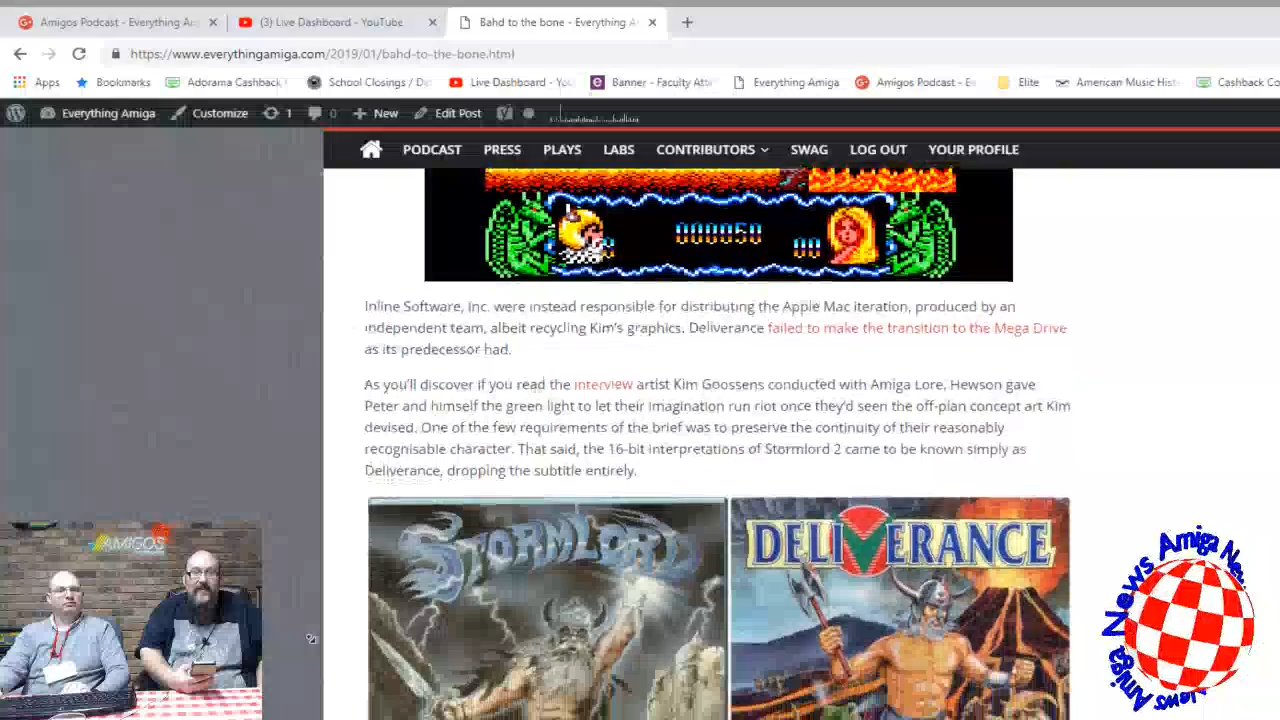 Amigos Podcast - Everything Am
(3) Live Dashboard - YouTube
Bahd to the bone - Everything A
https://www.everythingamiga.com/2019/01/bahd-to-the-bone.html
Apps Bookmarks Adorama Cashback School Closings / De Live Dashboard - You Banner - Faculty Atte Everything Amiga Amigos Podcast - Ev Elite American Music Hist Cashback Co
Everything Amiga Customize 1 0 New Edit Post
PODCAST PRESS PLAYS LABS CONTRIBUTORS SWAG LOG OUT YOUR PROFILE
000050 00
Inline Software, Inc. were instead responsible for distributing the Apple Mac iteration, produced by an
independent team, albeit recycling Kim's graphics. Deliverance failed to make the transition to the Mega Drive
as its predecessor had.
As you'll discover if you read the interview artist Kim Goossens conducted with Amiga Lore, Hewson gave
Peter and himself the green light to let their imagination run riot once they'd seen the off-plan concept art Kim
devised. One of the few requirements of the brief was to preserve the continuity of their reasonably
recognisable character. That said, the 16-bit interpretations of Stormlord 2 came to be known simply as
Deliverance, dropping the subtitle entirely.
STORMLORD
DELIVERANCE
AMIGOS
Amiga News Amiga News